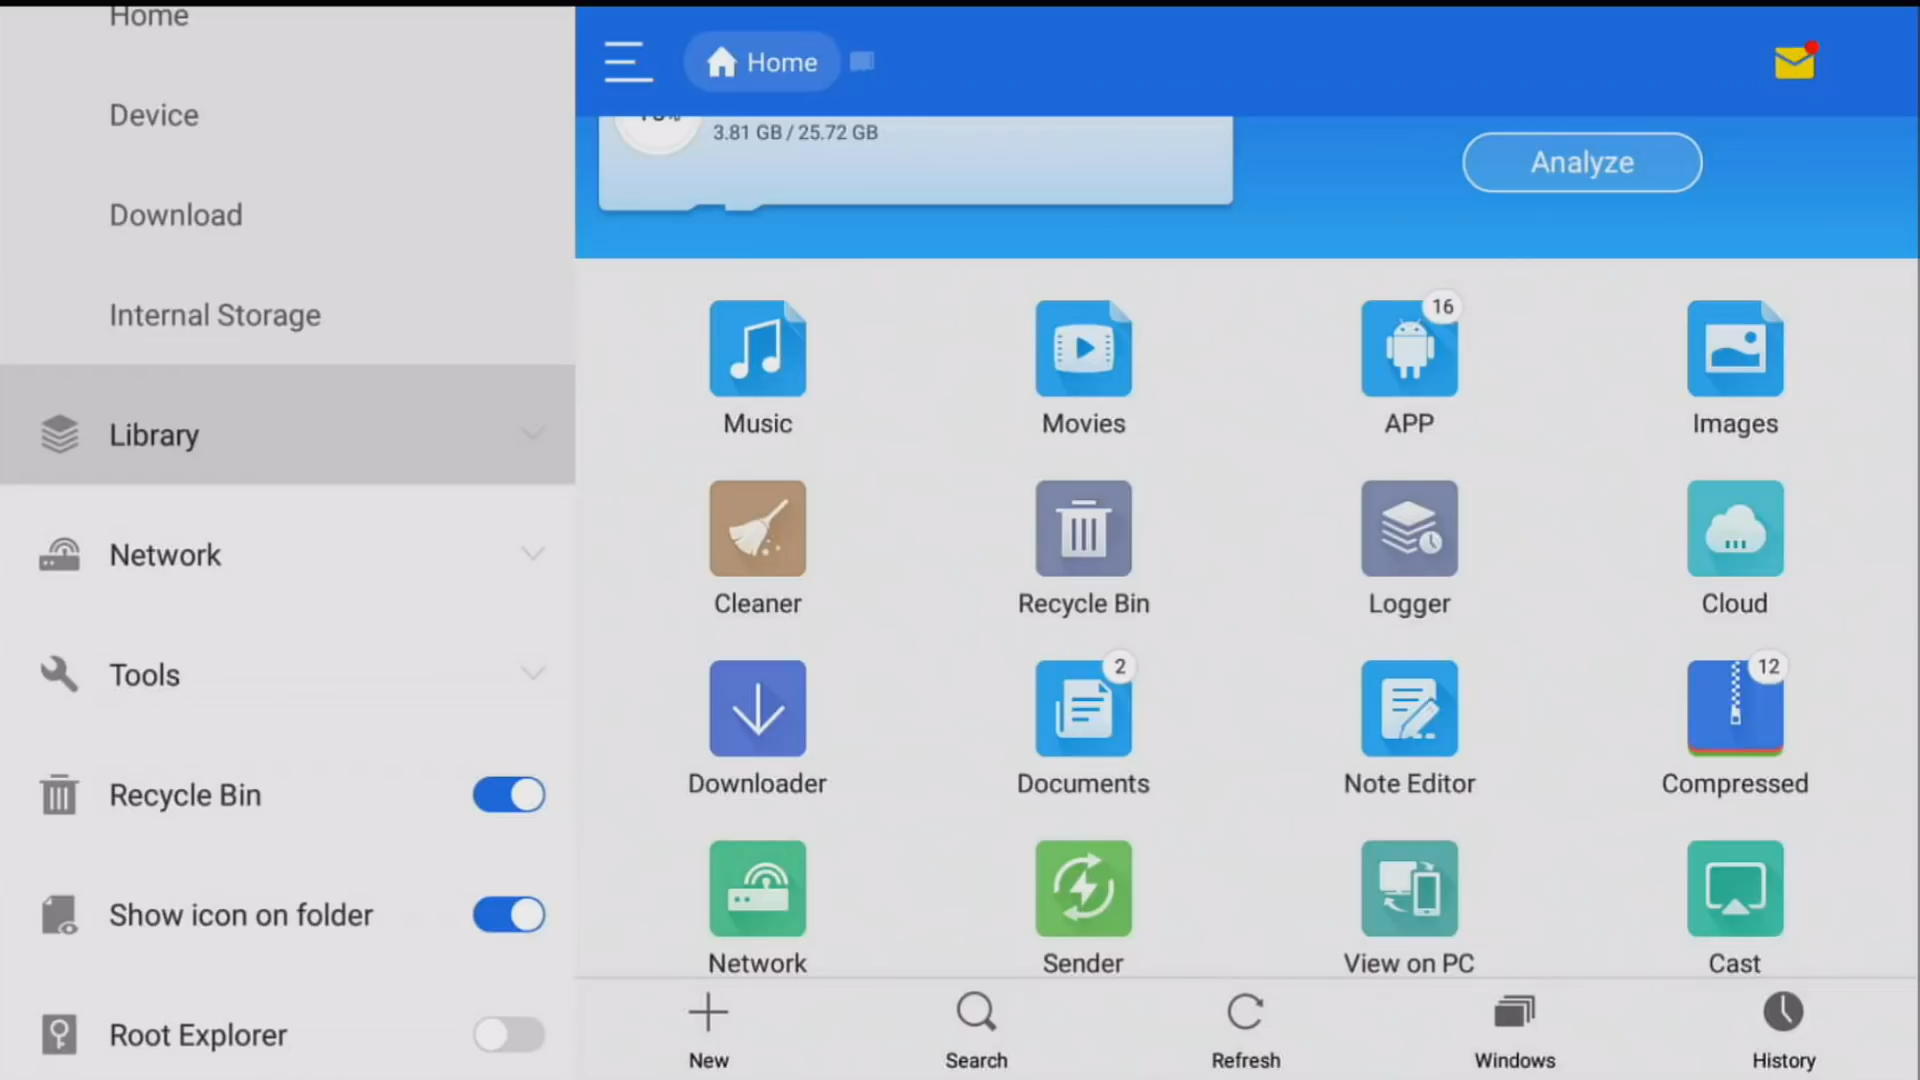 Home
Device
Download
Internal Storage
Library
Network
Tools
Recycle Bin
Show icon on folder
Root Explorer
Home
3.81 GB / 25.72 GB
Analyze
Music
Movies
16
APP
Images
Cleaner
Recycle Bin
Logger
Cloud
Downloader
2
Documents
Note Editor
12
Compressed
Network
Sender
View on PC
Cast
New
Search
Refresh
Windows
History